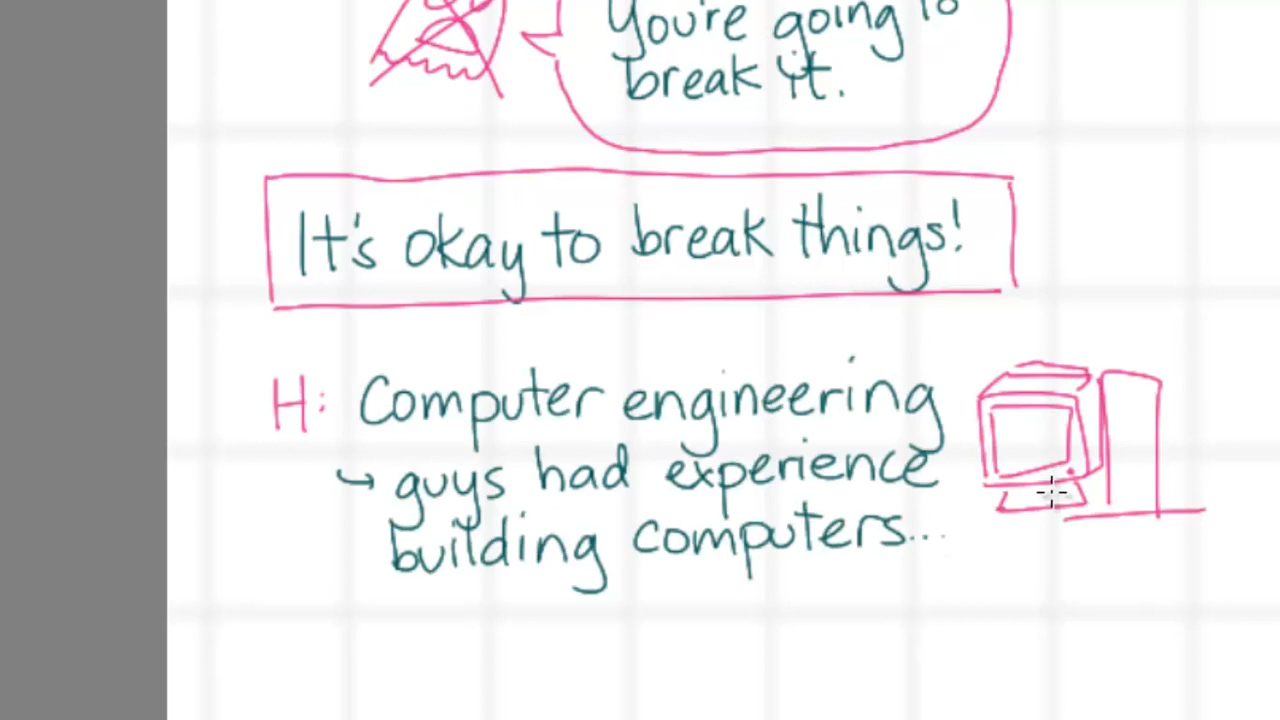 You're going to
break it.
It's okay to break things!
H: Computer engineering
↳ guys had experience
building computers...